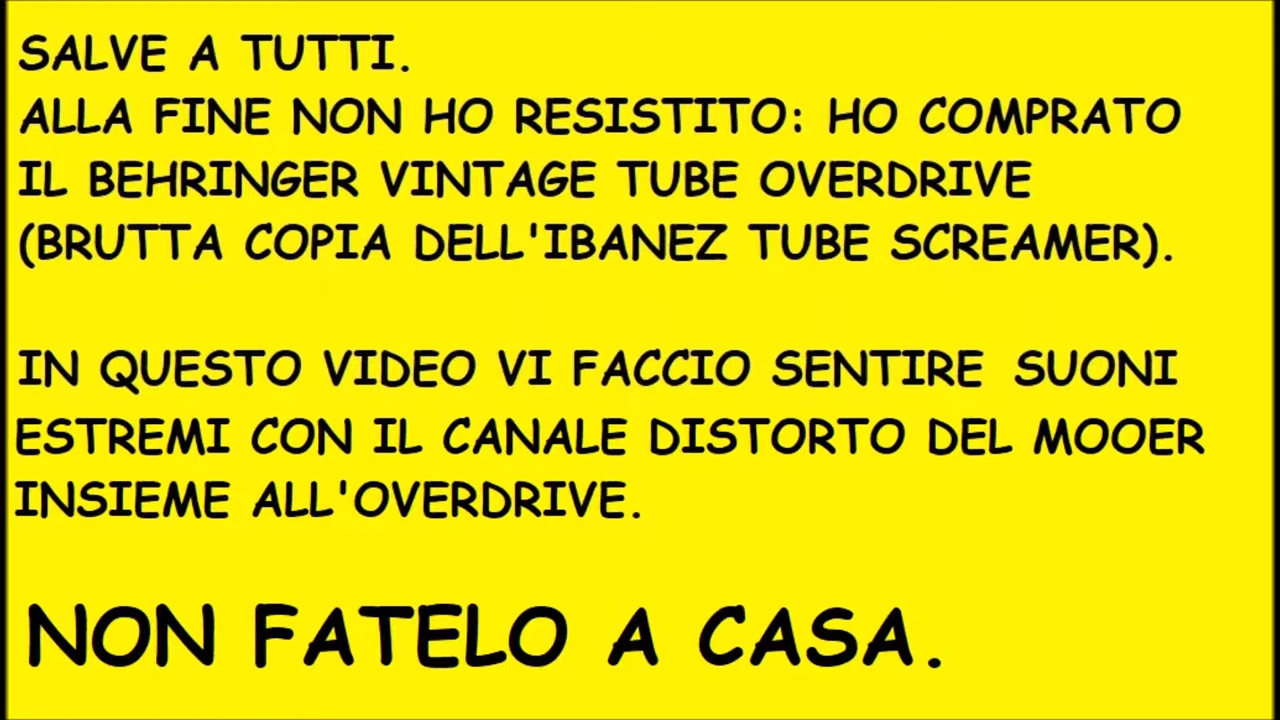 SALVE A TUTTI.
ALLA FINE NON HO RESISTITO: HO COMPRATO
IL BEHRINGER VINTAGE TUBE OVERDRIVE
(BRUTTA COPIA DELL'IBANEZ TUBE SCREAMER).
IN QUESTO VIDEO VI FACCIO SENTIRE SUONI
ESTREMI CON IL CANALE DISTORTO DEL MOOER
INSIEME ALL'OVERDRIVE.
NON FATELO A CASA.